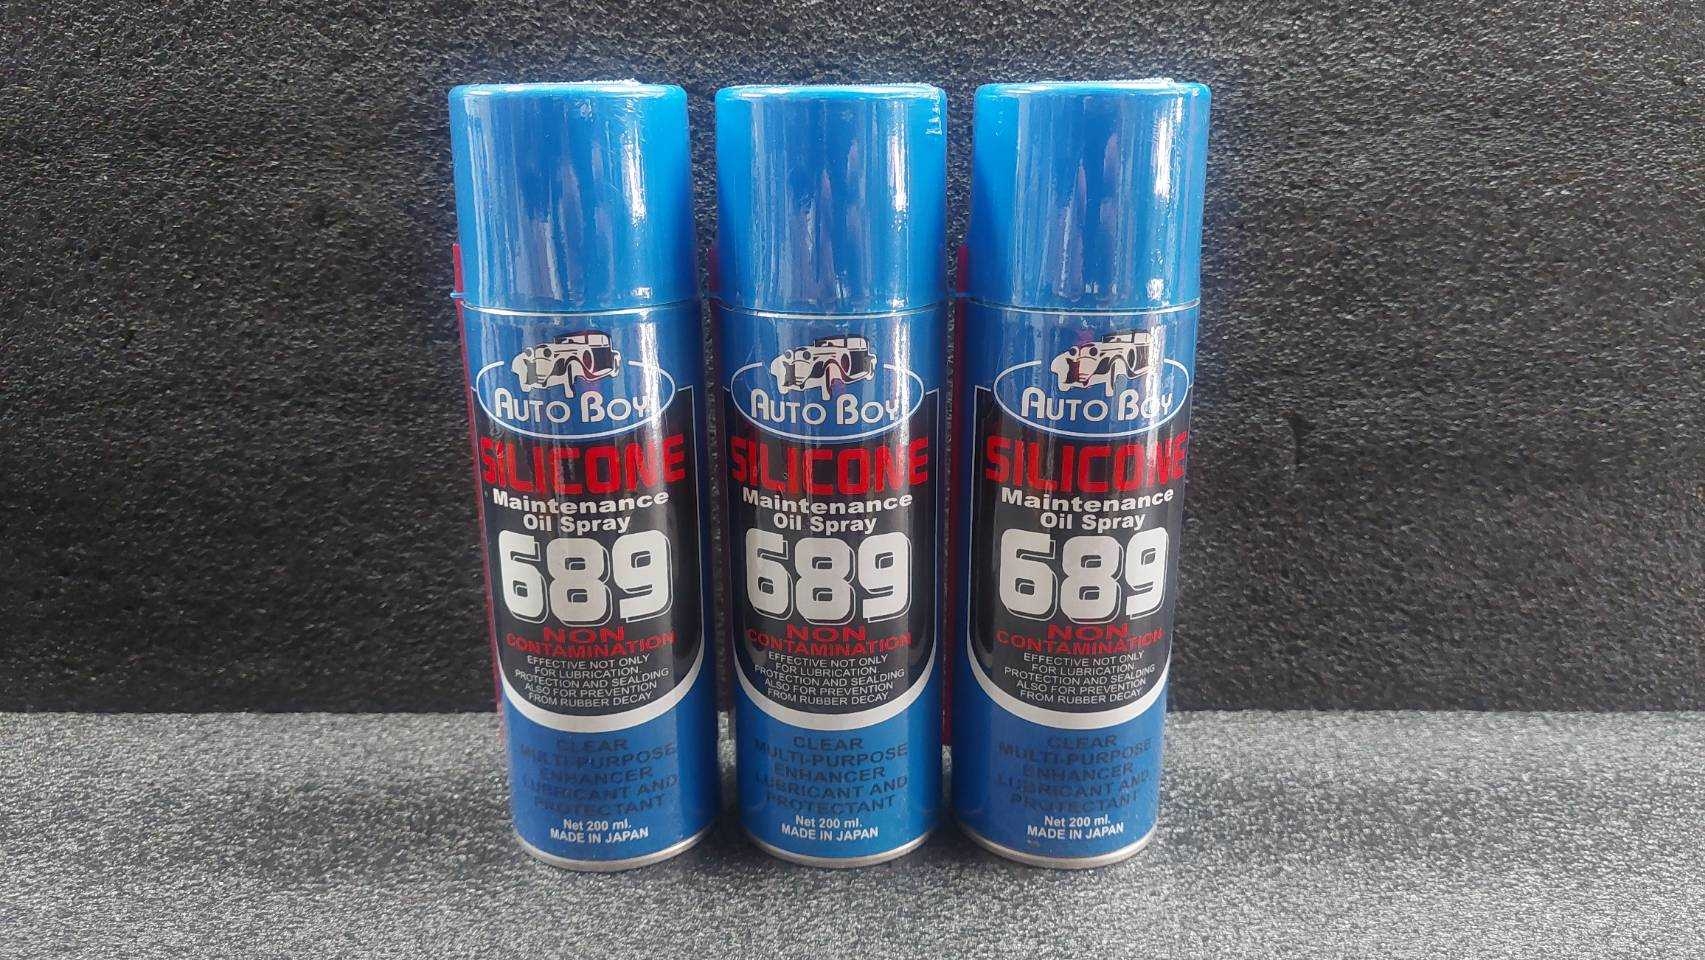 AUTO BOY
SILICONE
Maintenance
Oil Spray
689
NON
CONTAMINATION
EFFECTIVE NOT ONLY
FOR LUBRICATION,
PROTECTION AND SEALDING
ALSO FOR PREVENTION
FROM RUBBER DECAY.
CLEAR
MULTI-PURPOSE
ENHANCER
LUBRICANT AND
PROTECTANT
Net 200 ml.
MADE IN JAPAN
AUTO BOY
SILICONE
Maintenance
Oil Spray
689
NON
CONTAMINATION
EFFECTIVE NOT ONLY
FOR LUBRICATION,
PROTECTION AND SEALDING
ALSO FOR PREVENTION
FROM RUBBER DECAY.
CLEAR
MULTI-PURPOSE
ENHANCER
LUBRICANT AND
PROTECTANT
Net 200 ml.
MADE IN JAPAN
AUTO BOY
SILICONE
Maintenance
Oil Spray
689
NON
CONTAMINATION
EFFECTIVE NOT ONLY
FOR LUBRICATION,
PROTECTION AND SEALDING
ALSO FOR PREVENTION
FROM RUBBER DECAY.
CLEAR
MULTI-PURPOSE
ENHANCER
LUBRICANT AND
PROTECTANT
Net 200 ml.
MADE IN JAPAN